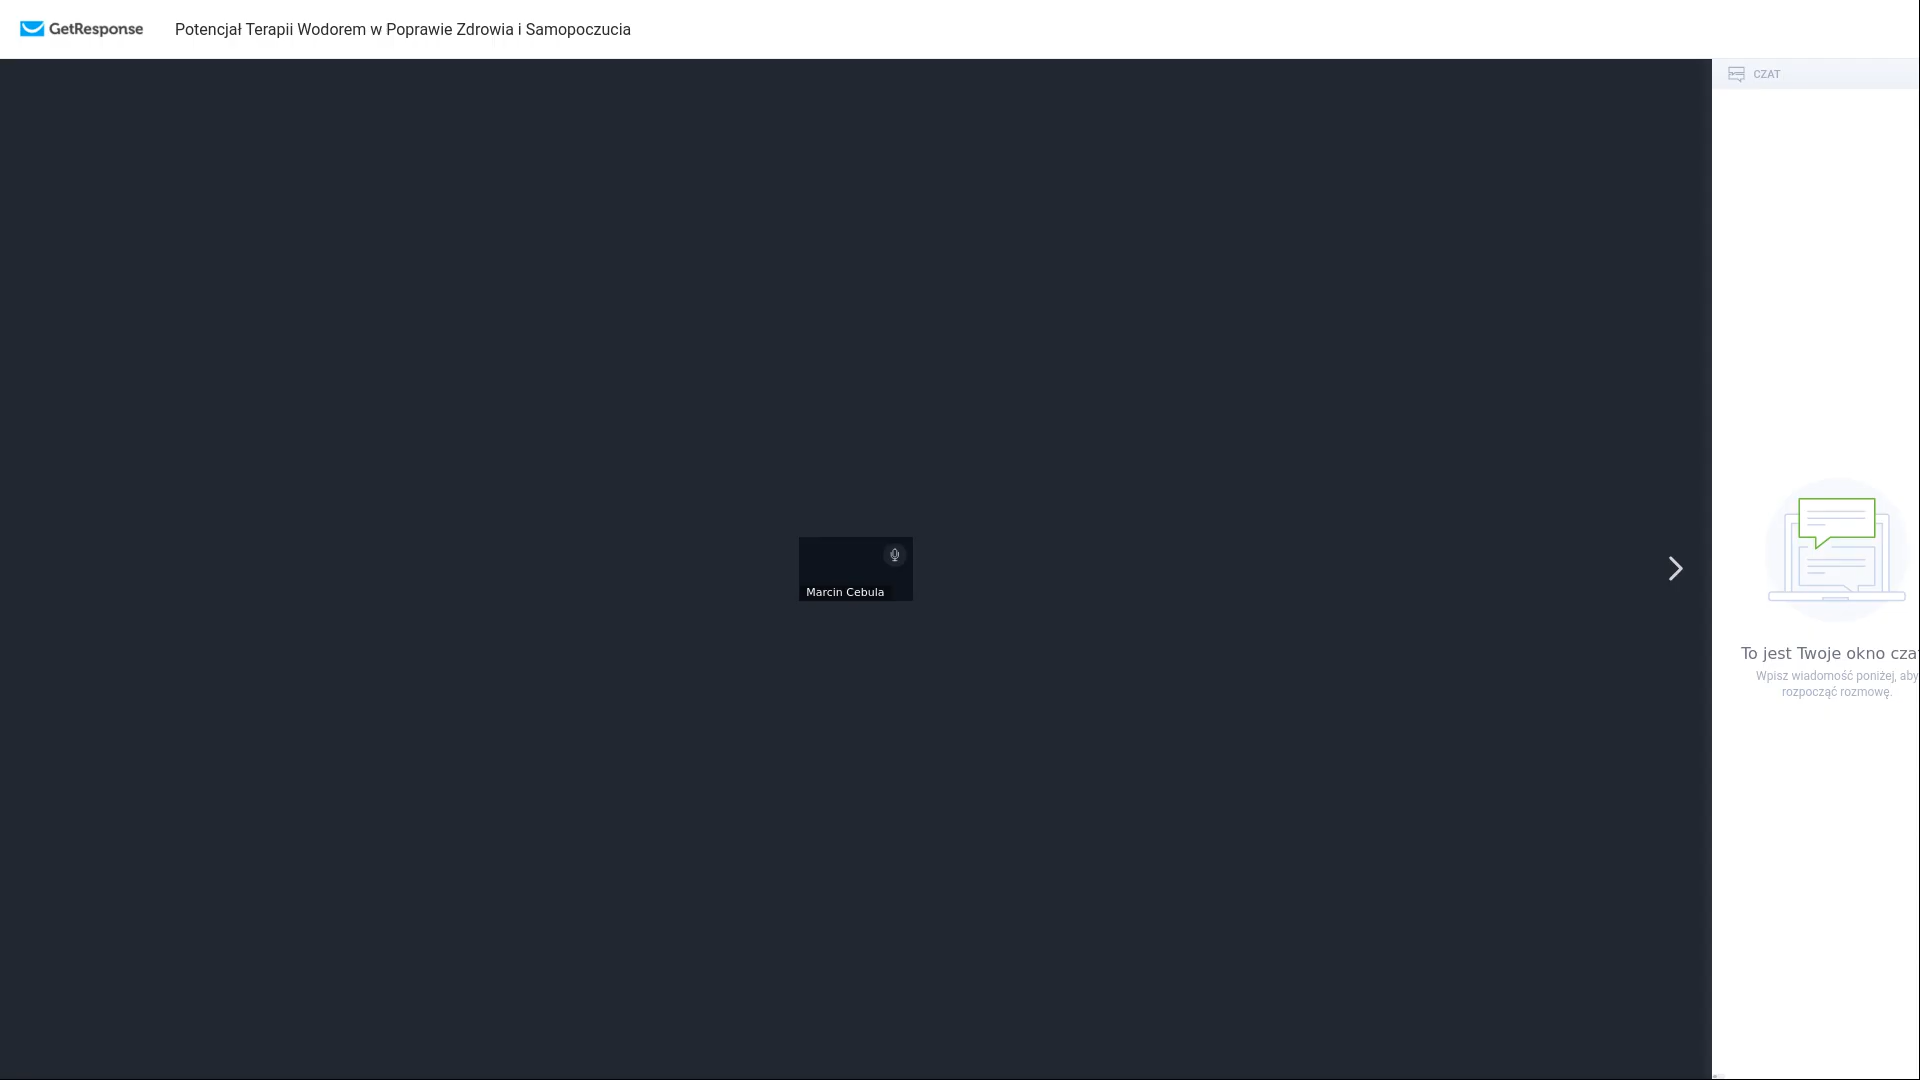 GetResponse
Potencjał Terapii Wodorem w Poprawie Zdrowia i Samopoczucia
CZAT
Marcin Cebula
To jest Twoje okno
Wpisz wiadomość poniżej, aby
rozpocząć rozmowę.